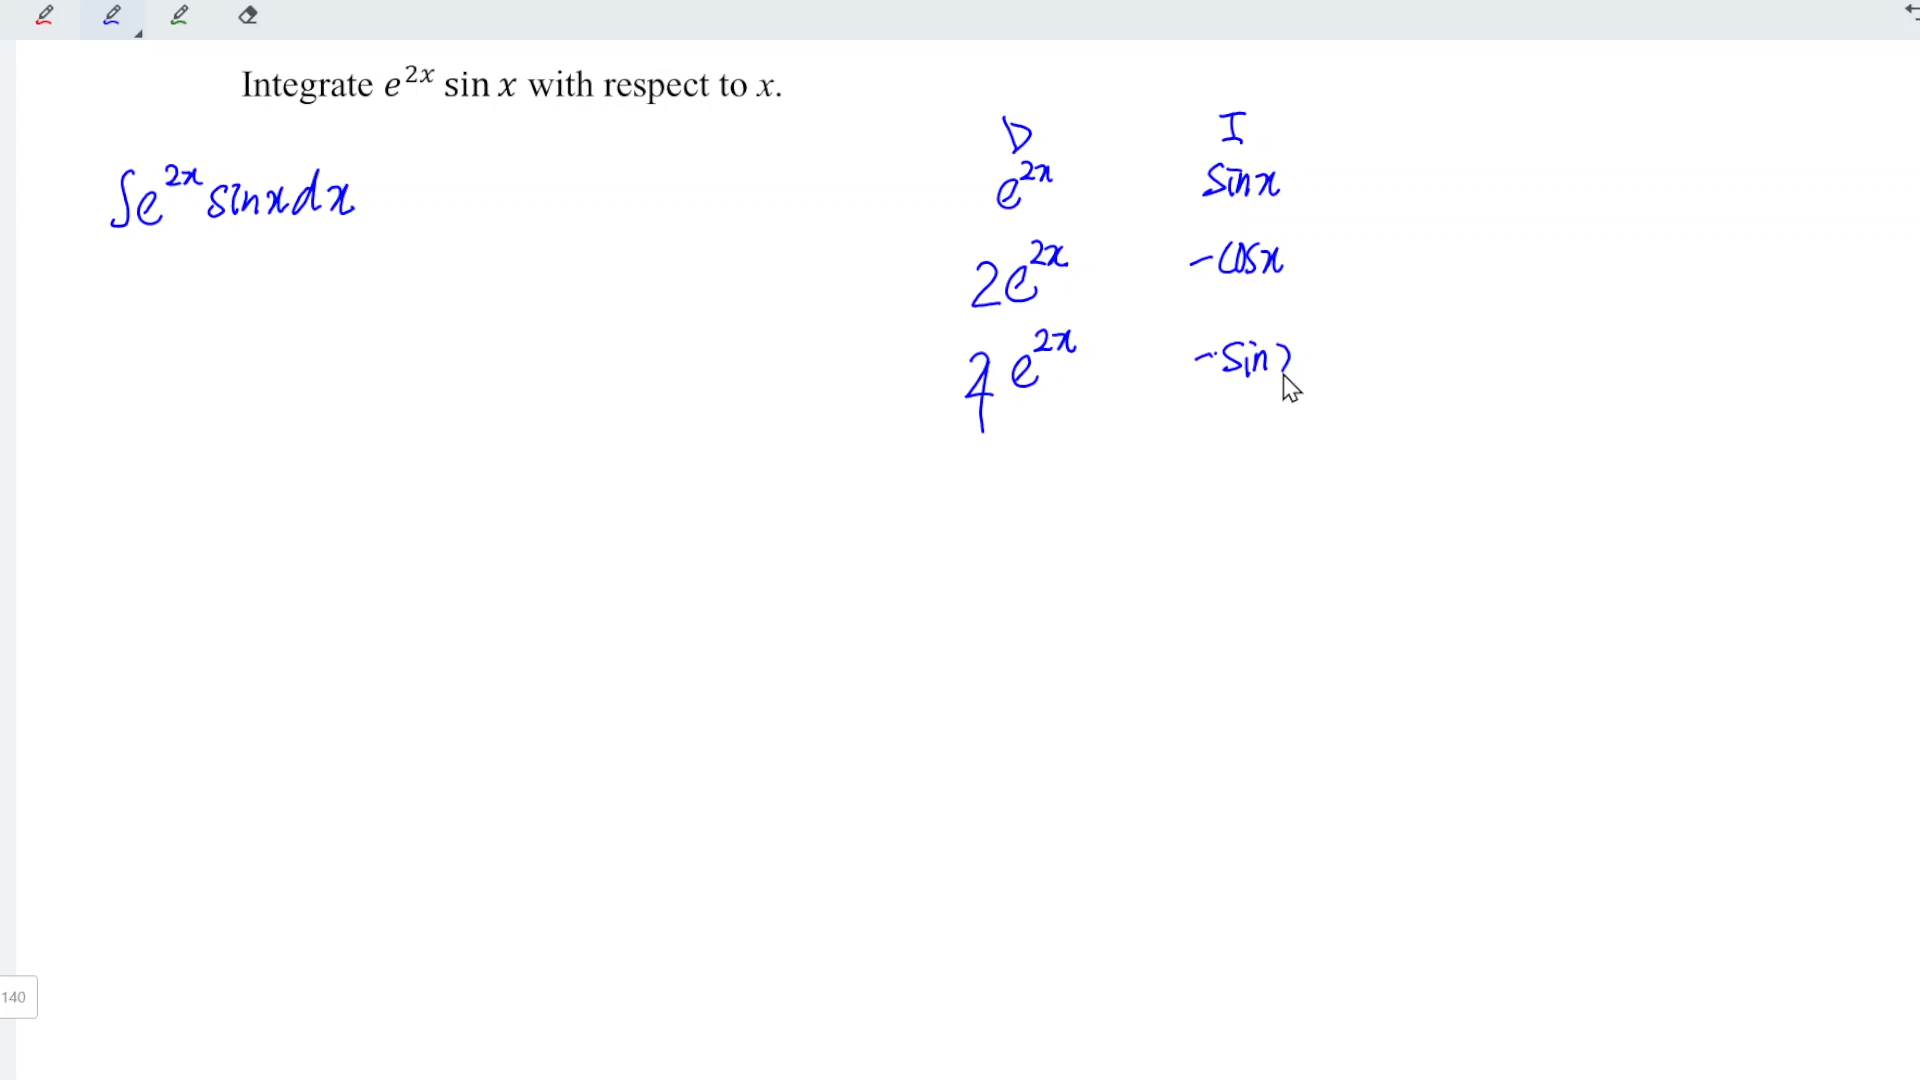 Integrate e^{2x} sin x with respect to x.
D I
∫e^{2x} sinx dx
e^{2x} sinx
2e^{2x} -cosx
4e^{2x} -sin
140